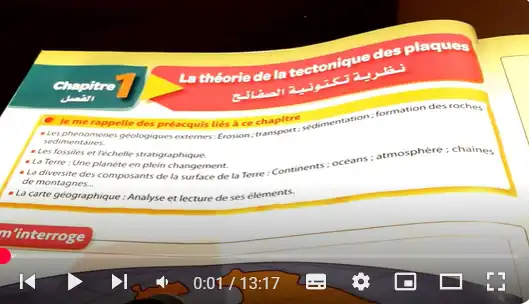 Chapitre 1
الفصل
La théorie de la tectonique des plaques
نظرية تكتونية الصفائح
Je me rappelle des préacquis liés à ce chapitre
Les phenomenes géologiques externes : Erosion ; transport ; sédimentation ; formation des roches
sédimentaires.
Les fossiles et l'échelle stratigraphique.
La Terre : Une planète en plein changement.
La diversité des composants de la surface de la Terre : Continents ; océans ; atmosphère ; chaines
de montagnes...
La carte géographique : Analyse et lecture de ses éléments.
m'interroge
0:01 / 13:17